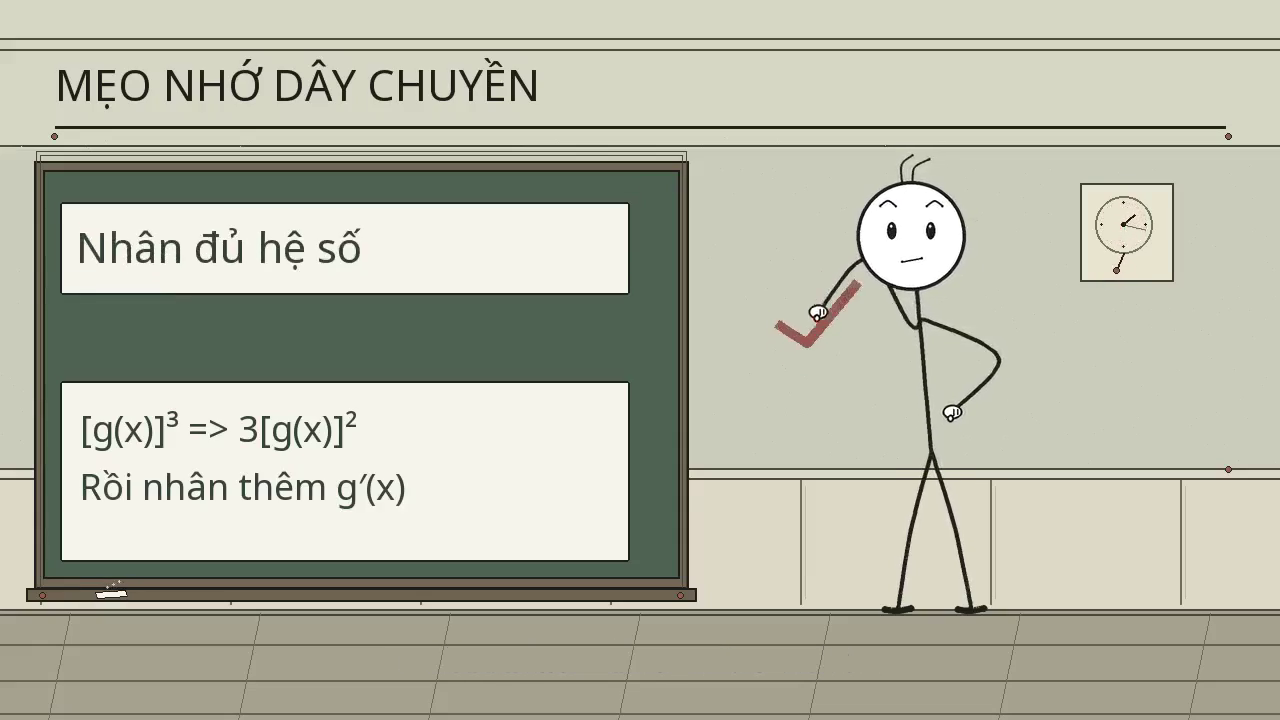 MẸO NHỚ DÂY CHUYỀN
Nhân đủ hệ số
[g(x)]³ => 3[g(x)]²
Rồi nhân thêm g′(x)